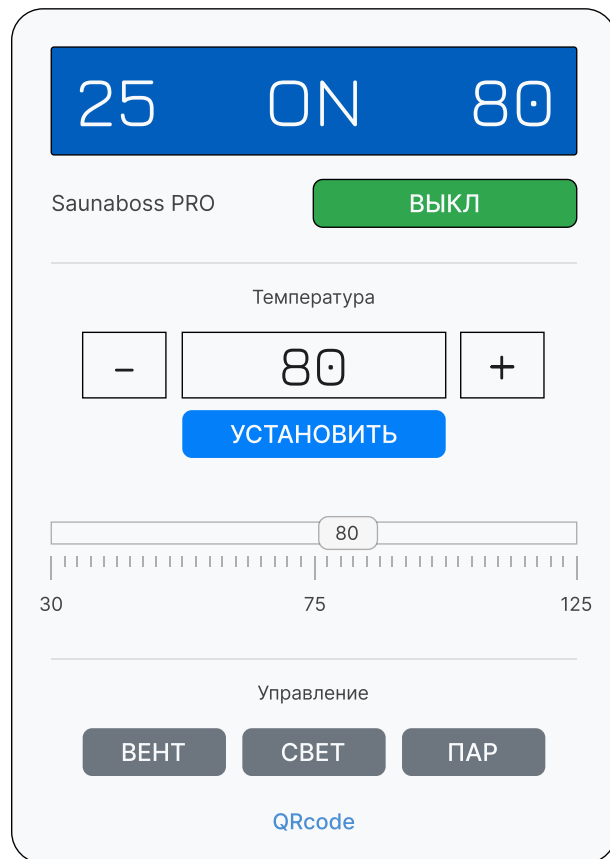 25 ON 80
Saunaboss PRO ВЫКЛ
Температура
- 80 +
УСТАНОВИТЬ
80
30 75 125
Управление
ВЕНТ СВЕТ ПАР
QRcode